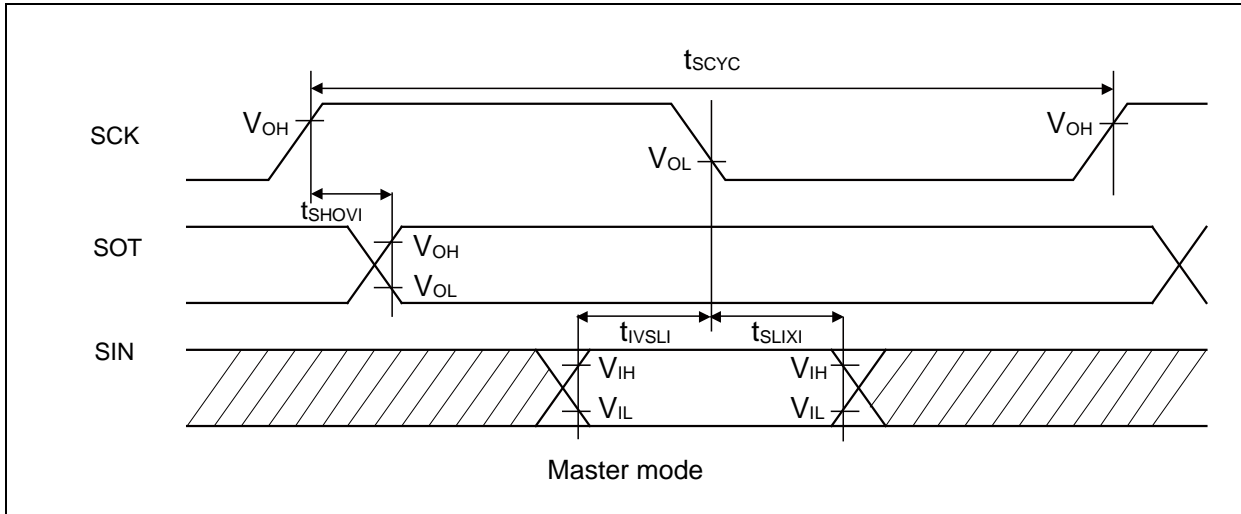 tSCYC
SCK
VOH
VOH
VOL
tSHOVI
SOT
VOH
VOL
tIVSLI
tSLIXI
SIN
VIH
VIH
VIL
VIL
Master mode